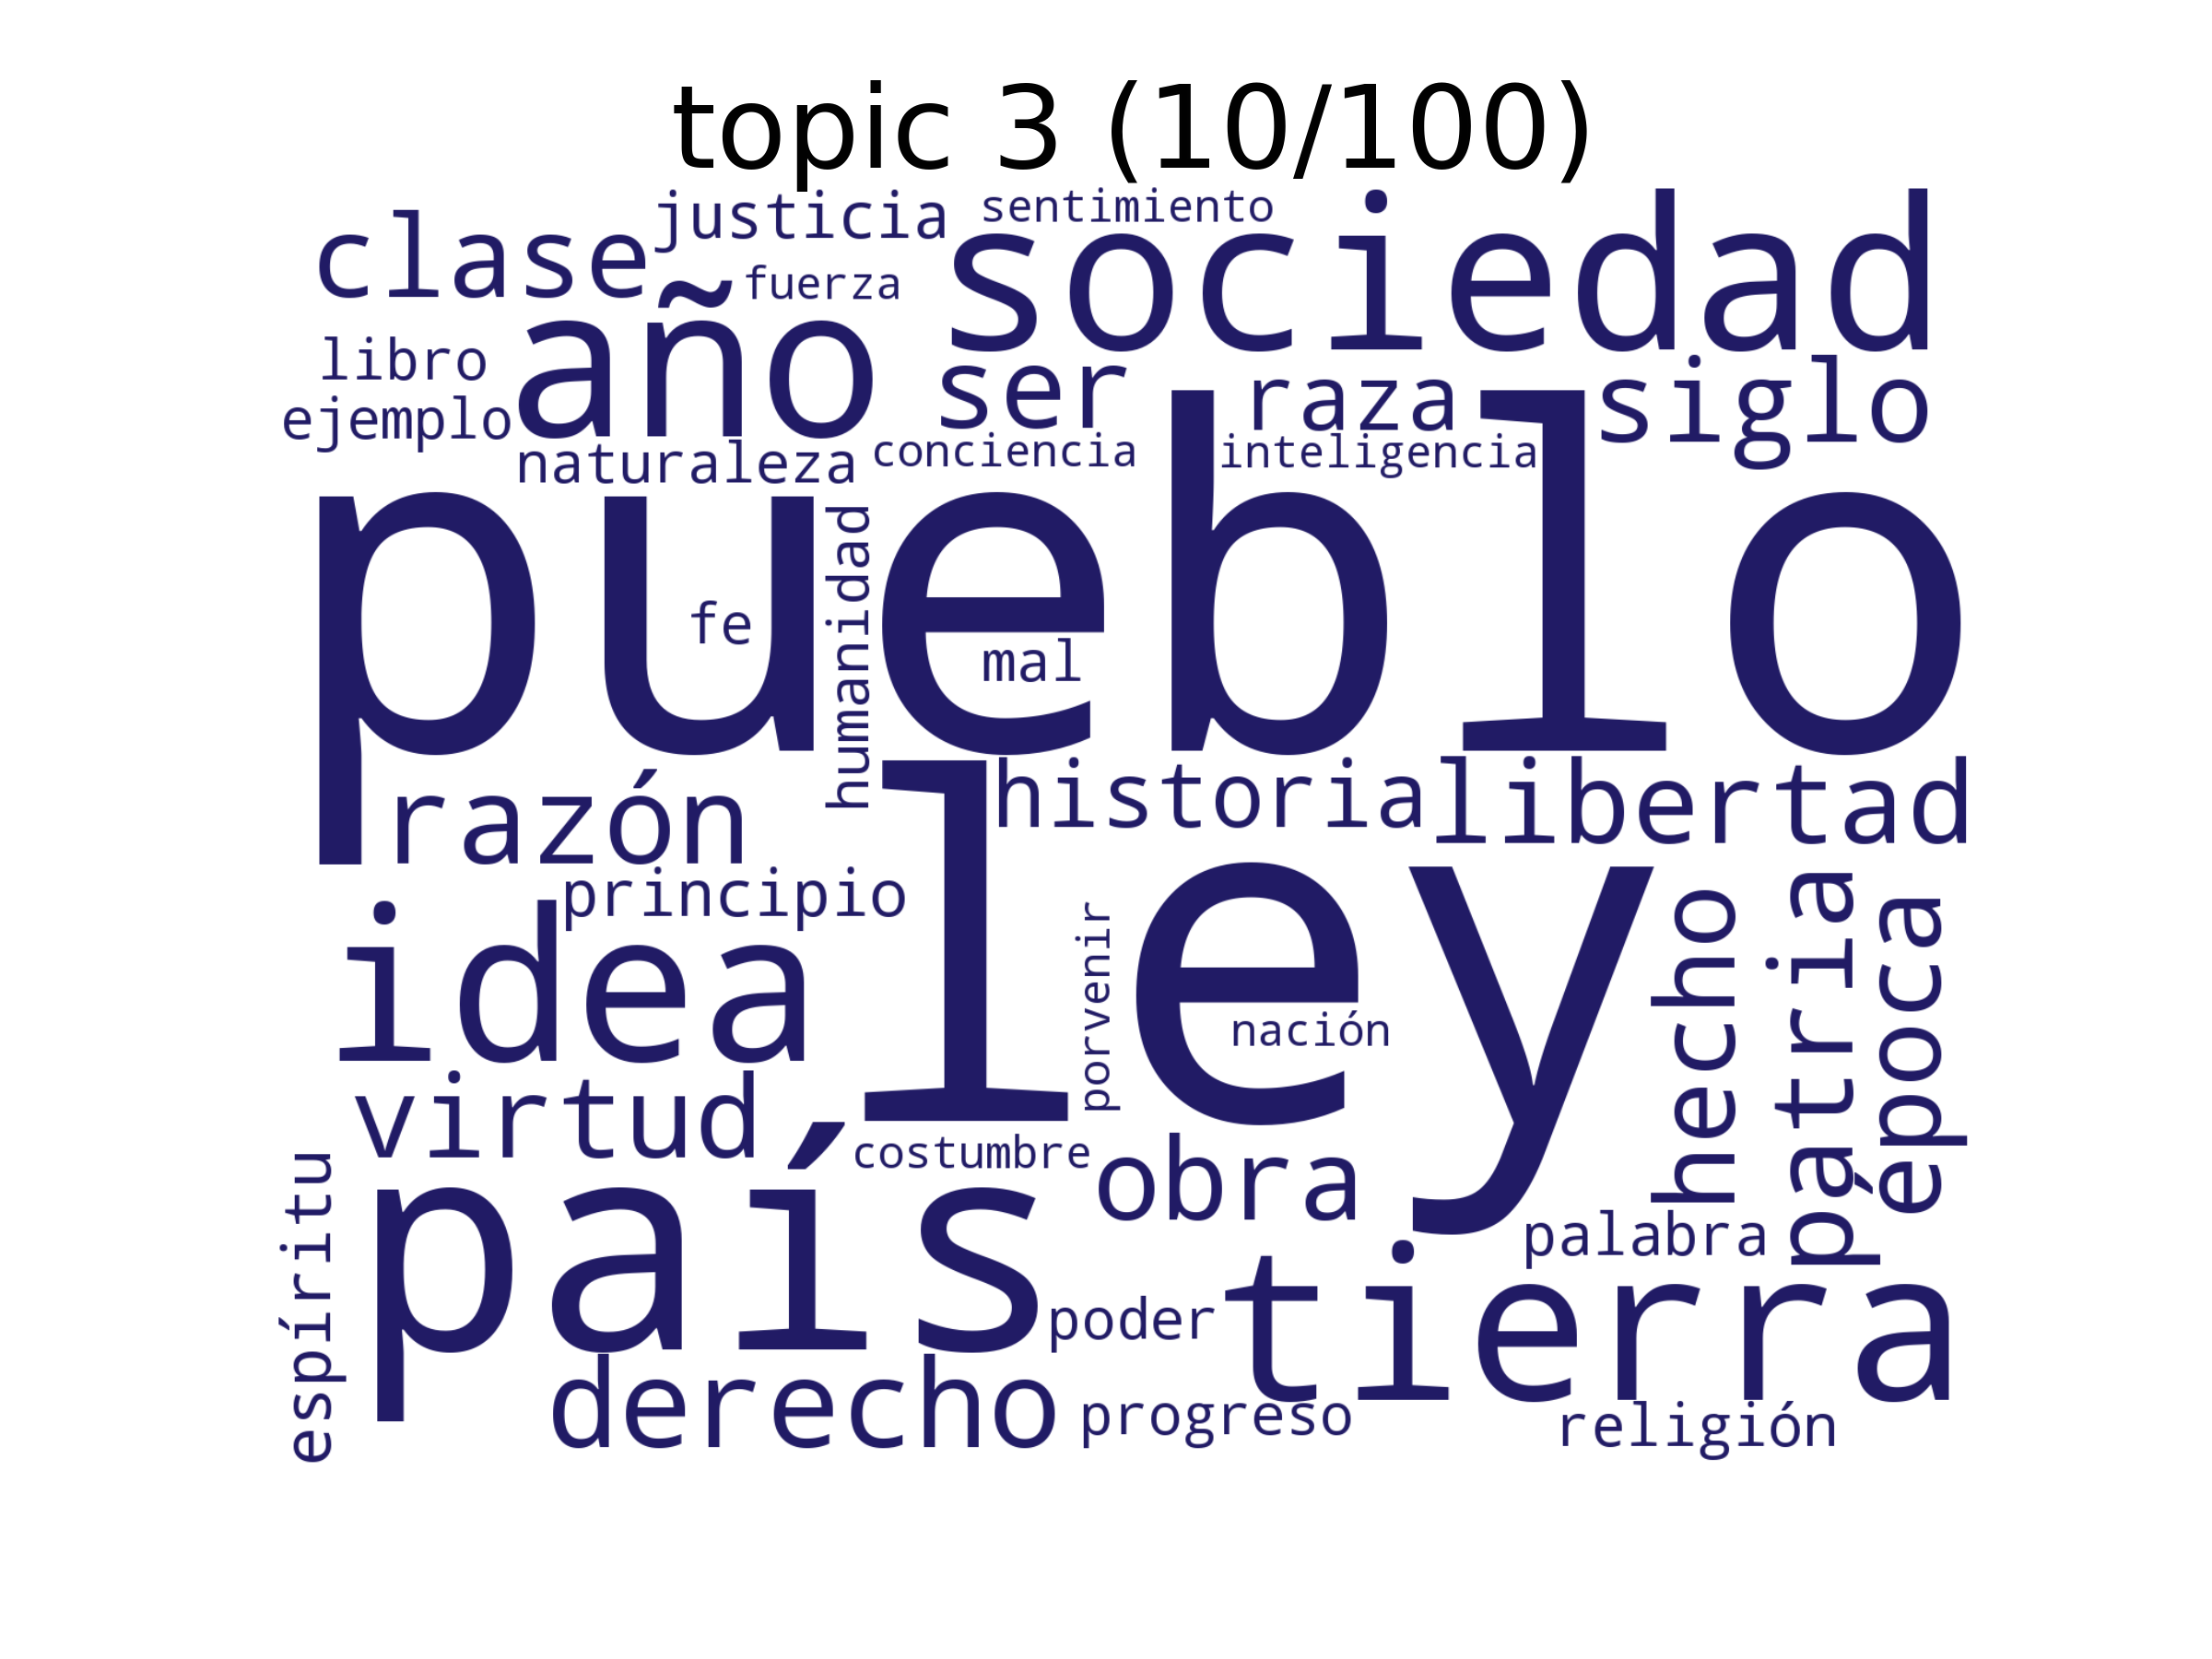 topic 3 (10/100)
justicia
sentimiento
clase
sociedad
fuerza
año
libro
ser
raza
siglo
ejemplo
naturaleza
conciencia
inteligencia
pueblo
humanidad
fe
mal
razón
historia
libertad
principio
idea
ley
porvenir
nación
hecho
patria
época
virtud
costumbre
obra
espíritu
país
palabra
poder
tierra
derecho
progreso
religión